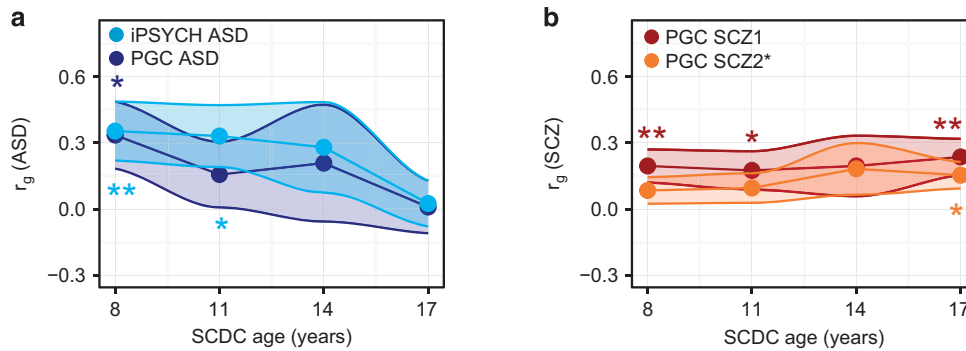 a
iPSYCH ASD
PGC ASD
*
**
*
0.6
0.3
0.0
−0.3
r_g (ASD)
8 11 14 17
SCDC age (years)
b
PGC SCZ1
PGC SCZ2*
** * **
*
0.6
0.3
0.0
−0.3
r_g (SCZ)
8 11 14 17
SCDC age (years)